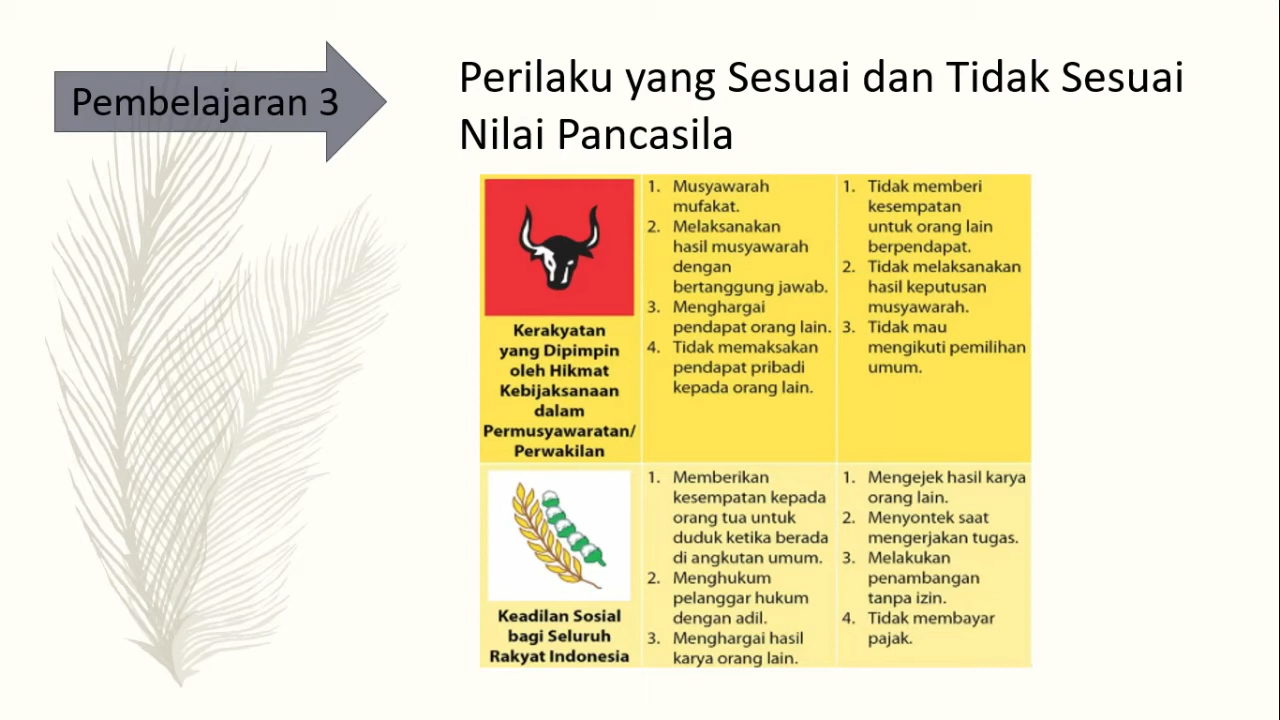 Pembelajaran 3
Perilaku yang Sesuai dan Tidak Sesuai
Nilai Pancasila
Kerakyatan
yang Dipimpin
oleh Hikmat
Kebijaksanaan
dalam
Permusyawaratan/
Perwakilan
1. Musyawarah
mufakat.
2. Melaksanakan
hasil musyawarah
dengan
bertanggung jawab.
3. Menghargai
pendapat orang lain.
4. Tidak memaksakan
pendapat pribadi
kepada orang lain.
1. Tidak memberi
kesempatan
untuk orang lain
berpendapat.
2. Tidak melaksanakan
hasil keputusan
musyawarah.
3. Tidak mau
mengikuti pemilihan
umum.
Keadilan Sosial
bagi Seluruh
Rakyat Indonesia
1. Memberikan
kesempatan kepada
orang tua untuk
duduk ketika berada
di angkutan umum.
2. Menghukum
pelanggar hukum
dengan adil.
3. Menghargai hasil
karya orang lain.
1. Mengejek hasil karya
orang lain.
2. Menyontek saat
mengerjakan tugas.
3. Melakukan
penambangan
tanpa izin.
4. Tidak membayar
pajak.